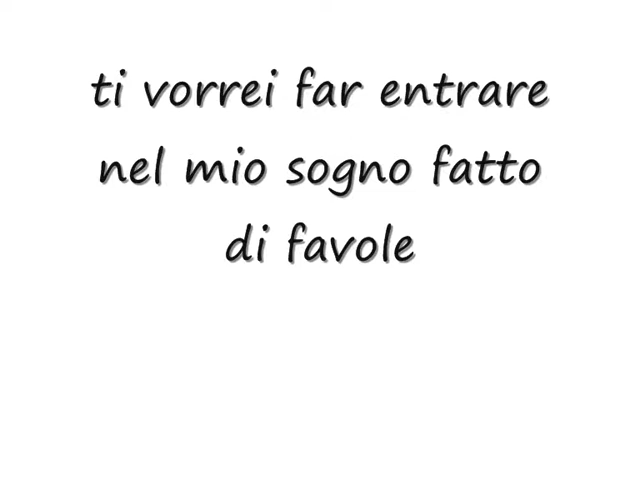 ti vorrei far entrare
nel mio sogno fatto
di favole